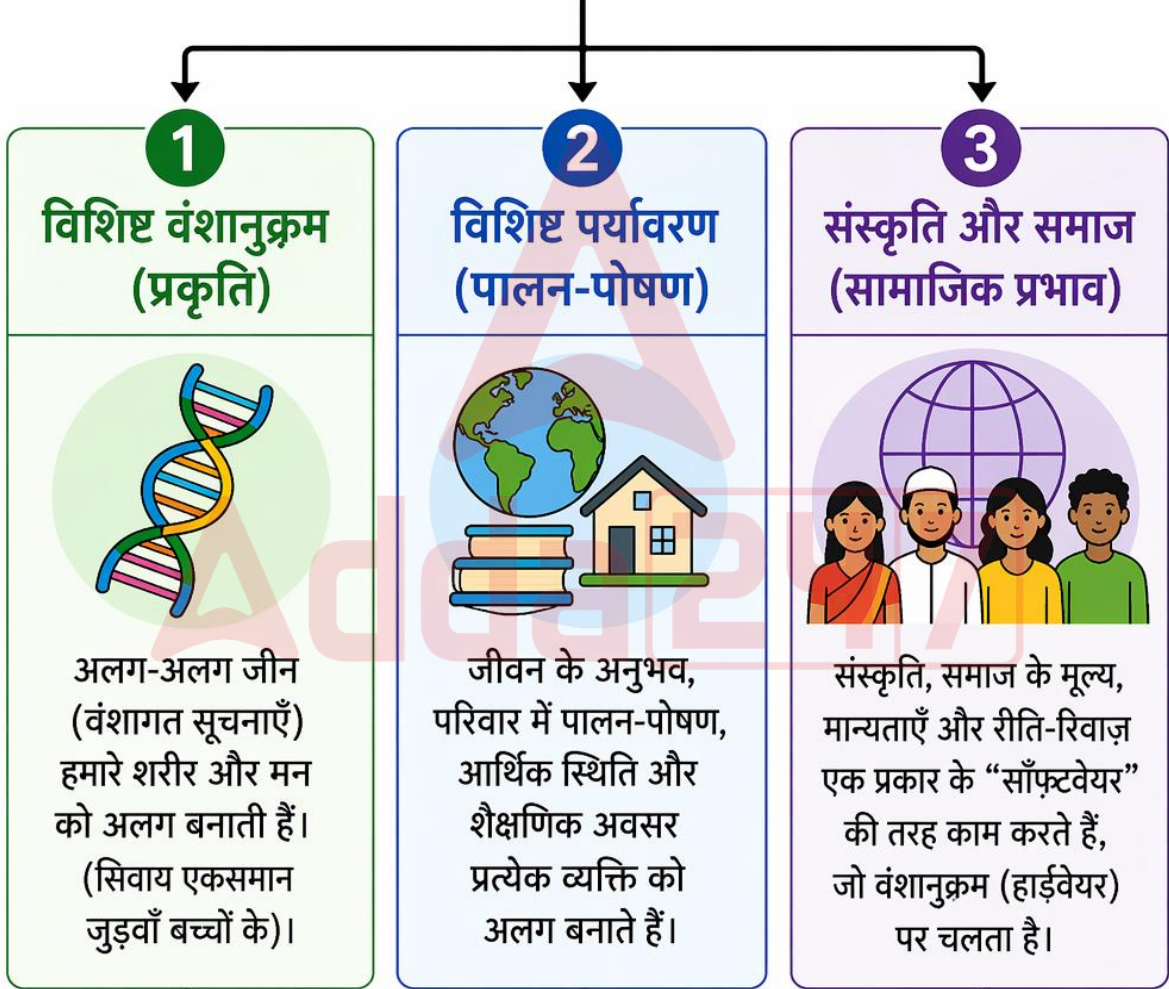 1
विशिष्ट वंशानुक्रम
(प्रकृति)
अलग-अलग जीन
(वंशागत सूचनाएँ)
हमारे शरीर और मन
को अलग बनाती हैं।
(सिवाय एकसमान
जुड़वाँ बच्चों के)।
2
विशिष्ट पर्यावरण
(पालन-पोषण)
जीवन के अनुभव,
परिवार में पालन-पोषण,
आर्थिक स्थिति और
शैक्षणिक अवसर
प्रत्येक व्यक्ति को
अलग बनाते हैं।
3
संस्कृति और समाज
(सामाजिक प्रभाव)
संस्कृति, समाज के मूल्य,
मान्यताएँ और रीति-रिवाज़
एक प्रकार के “साँफ़्टवेयर”
की तरह काम करते हैं,
जो वंशानुक्रम (हार्डवेयर)
पर चलता है।
Adda247